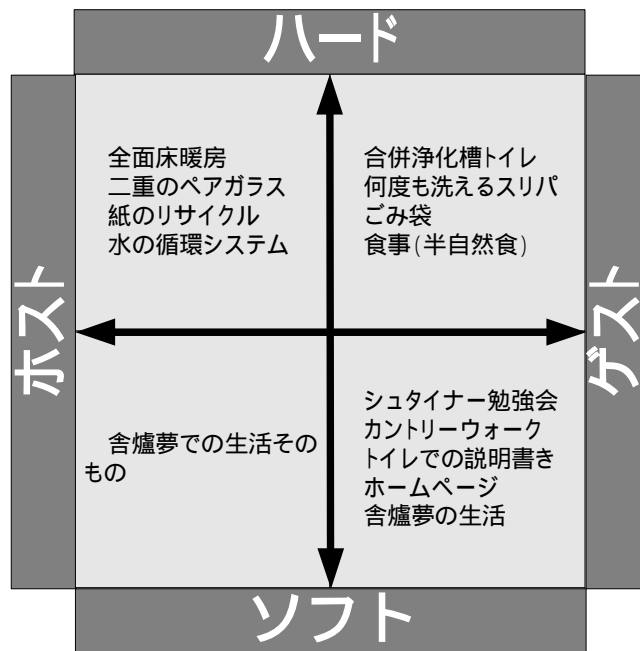 ハード
ホスト
全面床暖房
二重のペアガラス
紙のリサイクル
水の循環システム
合併浄化槽トイレ
何度も洗えるスリパ
ごみ袋
食事(半自然食)
ゲスト
舎爐夢での生活その
もの
シュタイナー勉強会
カントリーウォーク
トイレでの説明書き
ホームページ
舎爐夢の生活
ソフト